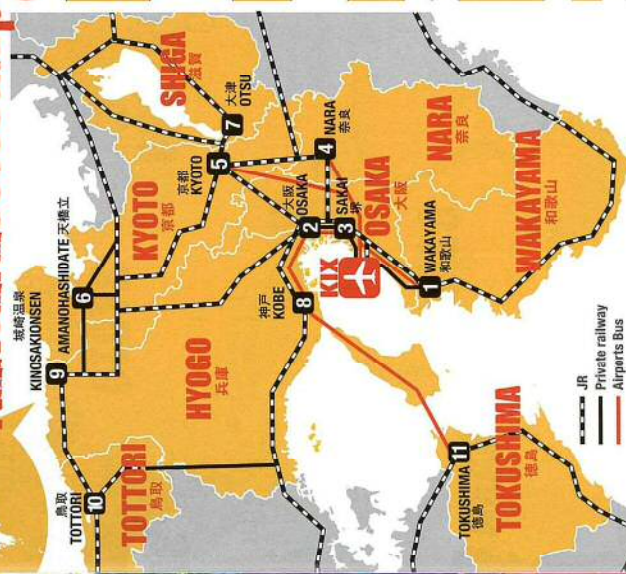 SHIGA
滋賀
大津
OTSU
7
NARA
奈良
4
NARA
奈良
京都
KYOTO
5
KYOTO
京都
大阪
OSAKA
2
SAKAI
堺
3
OSAKA
大阪
WAKAYAMA
和歌山
KIX
WAKAYAMA
和歌山
1
AMANOHASHIDATE 天橋立
6
城崎温泉
KINOSAKIONSEN
9
神戸
KOBE
8
HYOGO
兵庫
鳥取
TOTTORI
10
TOTTORI
鳥取
TOKUSHIMA
徳島
11
TOKUSHIMA
徳島
JR
Private railway
Airports Bus